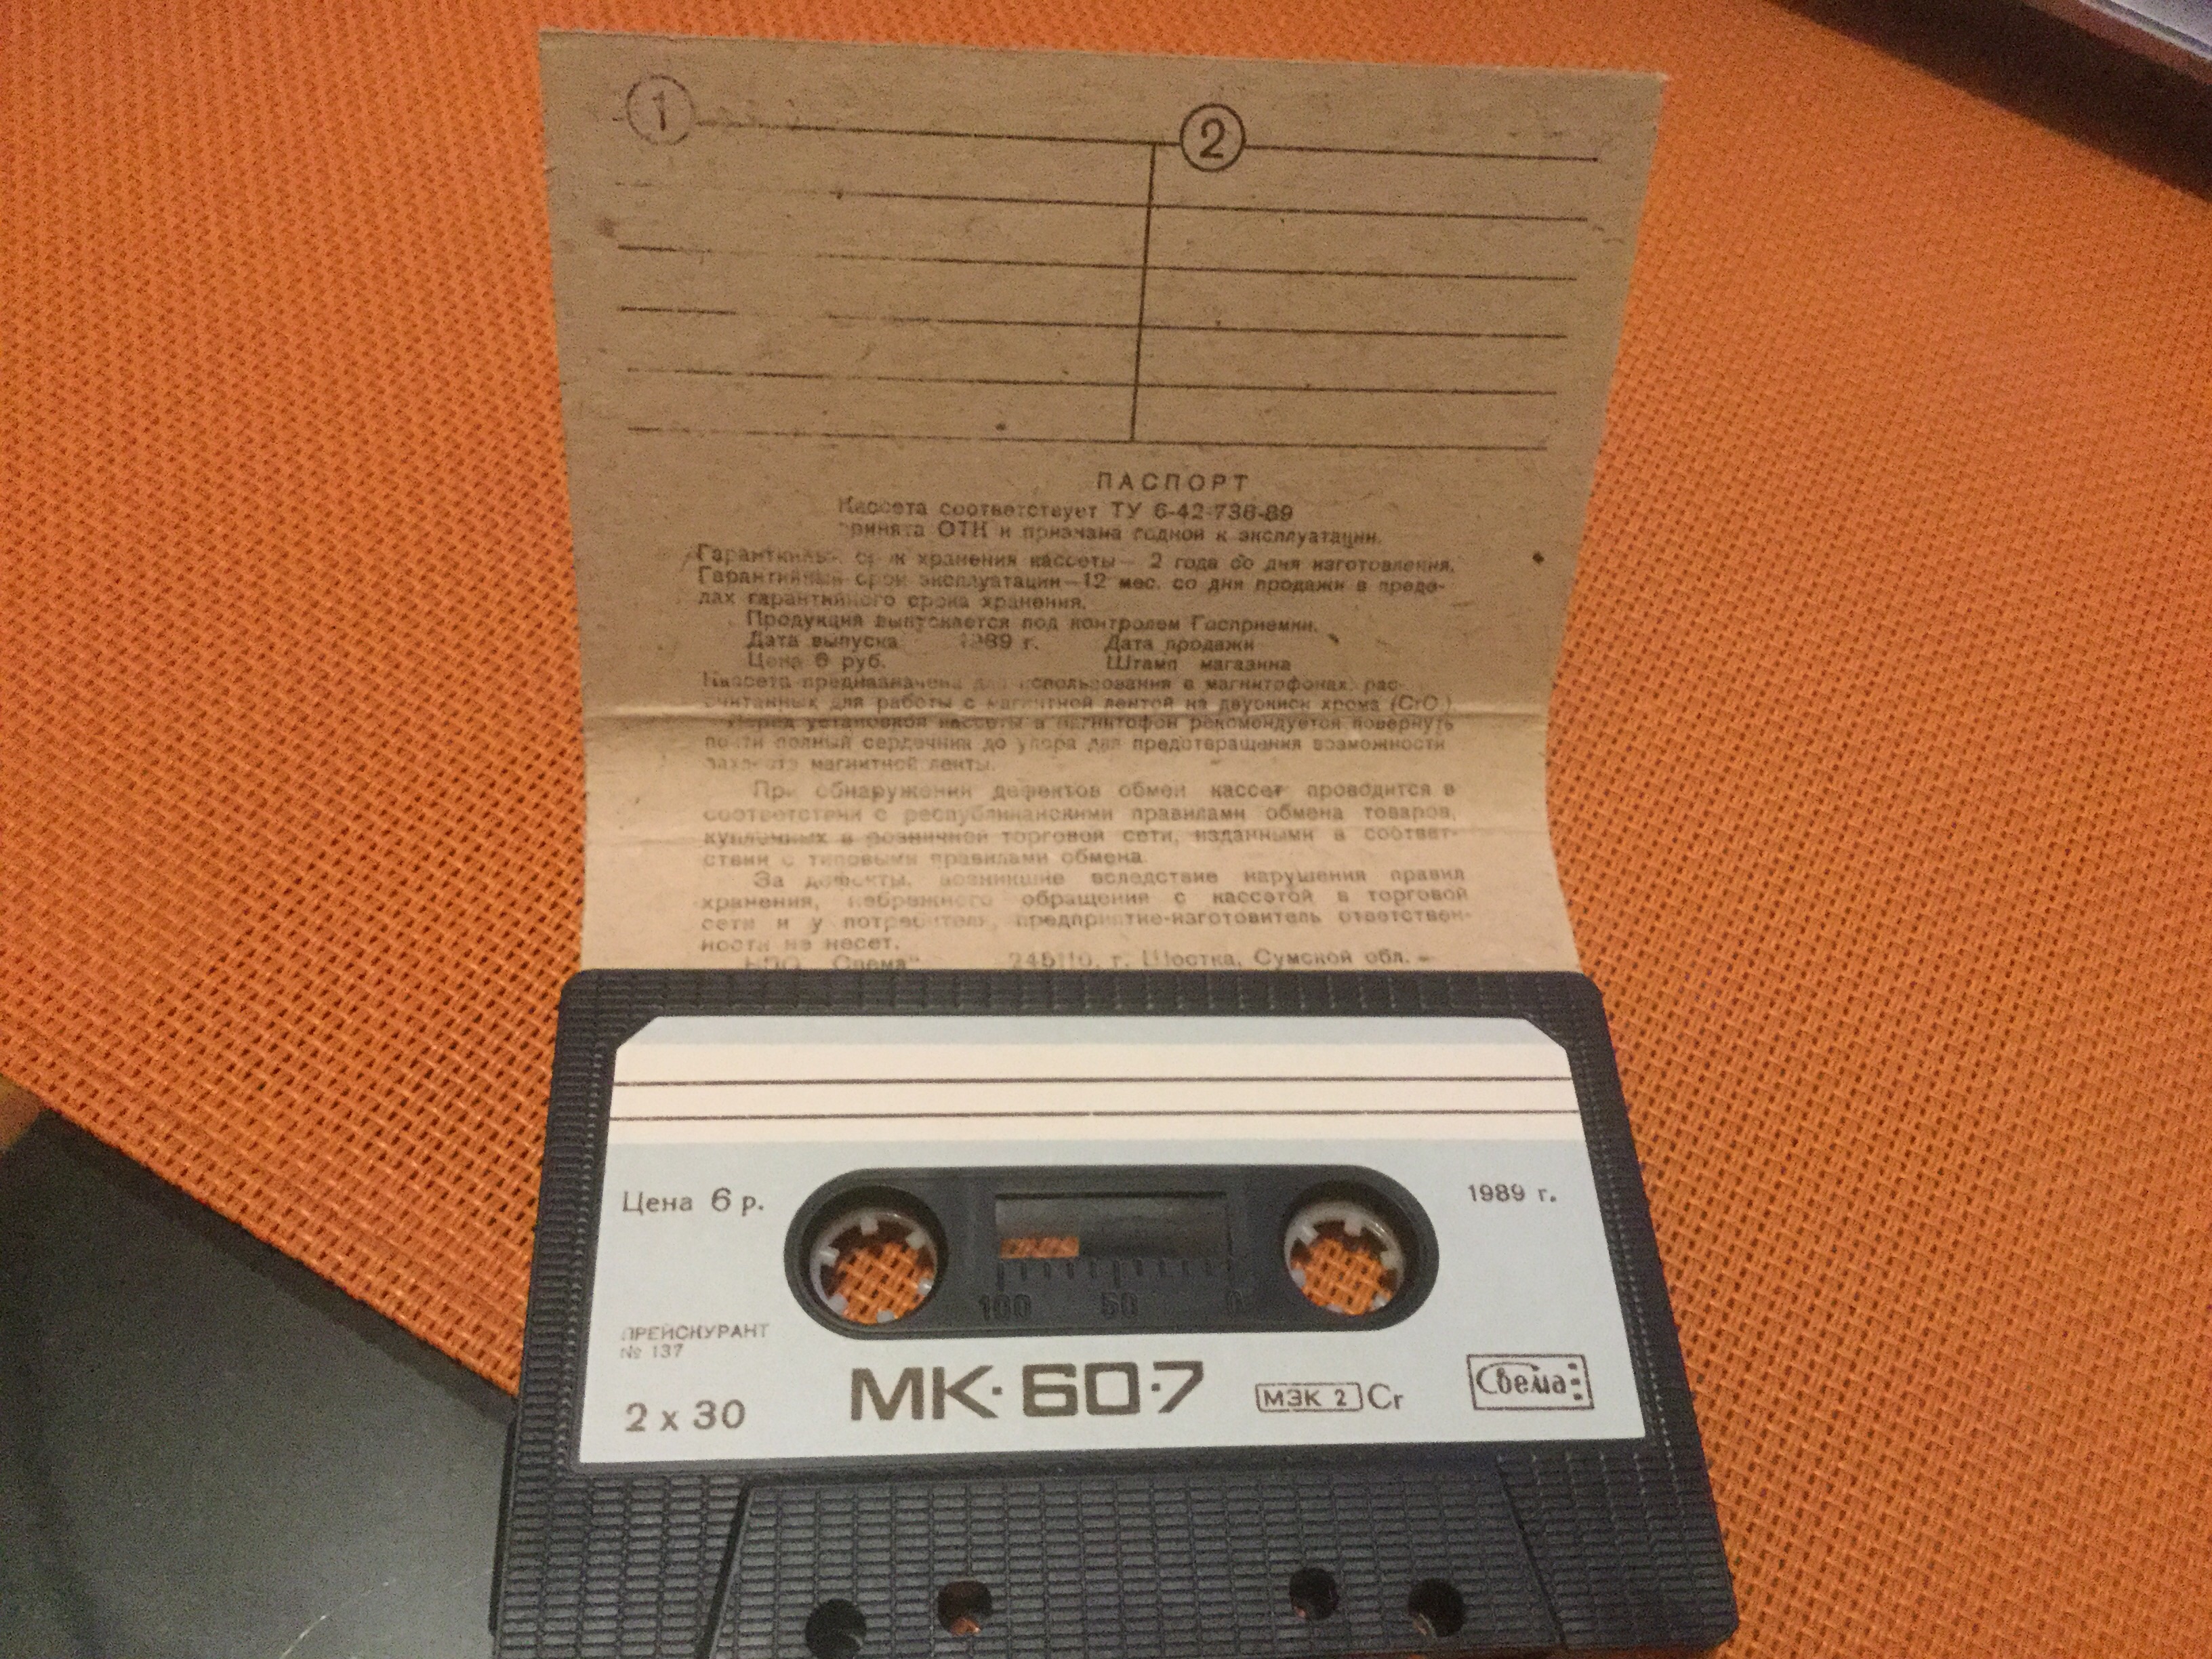 1 2
ПАСПОРТ
Кассета соответствует ТУ 6-42-736-89
принята ОТК и признана годной к эксплуатации.
Гарантийный срок хранения кассеты — 2 года со дня изготовления.
Гарантийный срок эксплуатации—12 мес. со дня продажи в преде-
лах гарантийного срока хранения.
Продукция выпускается под контролем Госприемки.
Дата выпуска 1989 г. Дата продажи
Цена 6 руб. Штамп магазина
Кассета предназначена для использования в магнитофонах, рас-
считанных для работы с магнитной лентой на двуокиси хрома (CrO )
Перед установкой кассеты в магнитофон рекомендуется повернуть
почти полный сердечник до упора для предотвращения возможности
захвата магнитной ленты.
При обнаружении дефектов обмен кассет проводится в
соответствии с республиканскими правилами обмена товаров,
купленных в розничной торговой сети, изданными в соответ-
ствии с типовыми правилами обмена.
За дефекты, возникшие вследствие нарушения правил
хранения, небрежного обращения с кассетой в торговой
сети и у потребителя, предприятие-изготовитель ответствен-
ности не несет.
„Свема“ 245110, г. Шостка, Сумской обл.
Цена 6 р. 1989 г.
100 50 0
ПРЕЙСКУРАНТ
№ 137
2 x 30 МК·60·7 МЭК 2 Cr Свема